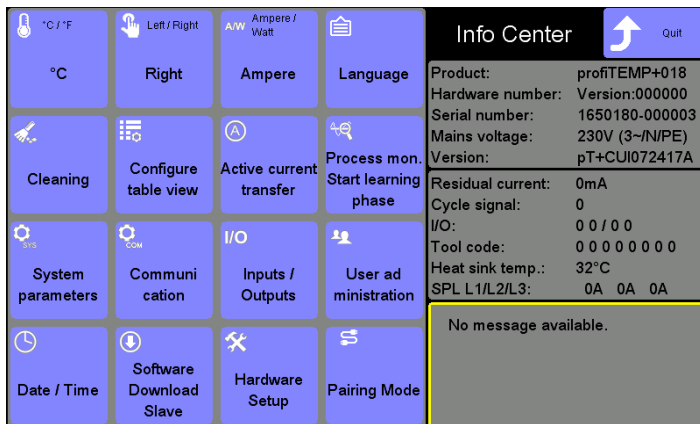 °C / °F
°C
Left / Right
Right
A/W Ampere / Watt
Ampere
Language
Cleaning
Configure
table view
A
Active current
transfer
Process mon.
Start learning
phase
SYS
System
parameters
COM
Communi
cation
I/O
Inputs /
Outputs
User ad
ministration
Date / Time
Software
Download
Slave
Hardware
Setup
Pairing Mode
Info Center
Quit
Product: profiTEMP+018
Hardware number: Version:000000
Serial number: 1650180-000003
Mains voltage: 230V (3~/N/PE)
Version: pT+CUI072417A
Residual current: 0mA
Cycle signal: 0
I/O: 0 0 / 0 0
Tool code: 0 0 0 0 0 0 0 0
Heat sink temp.: 32°C
SPL L1/L2/L3: 0A 0A 0A
No message available.